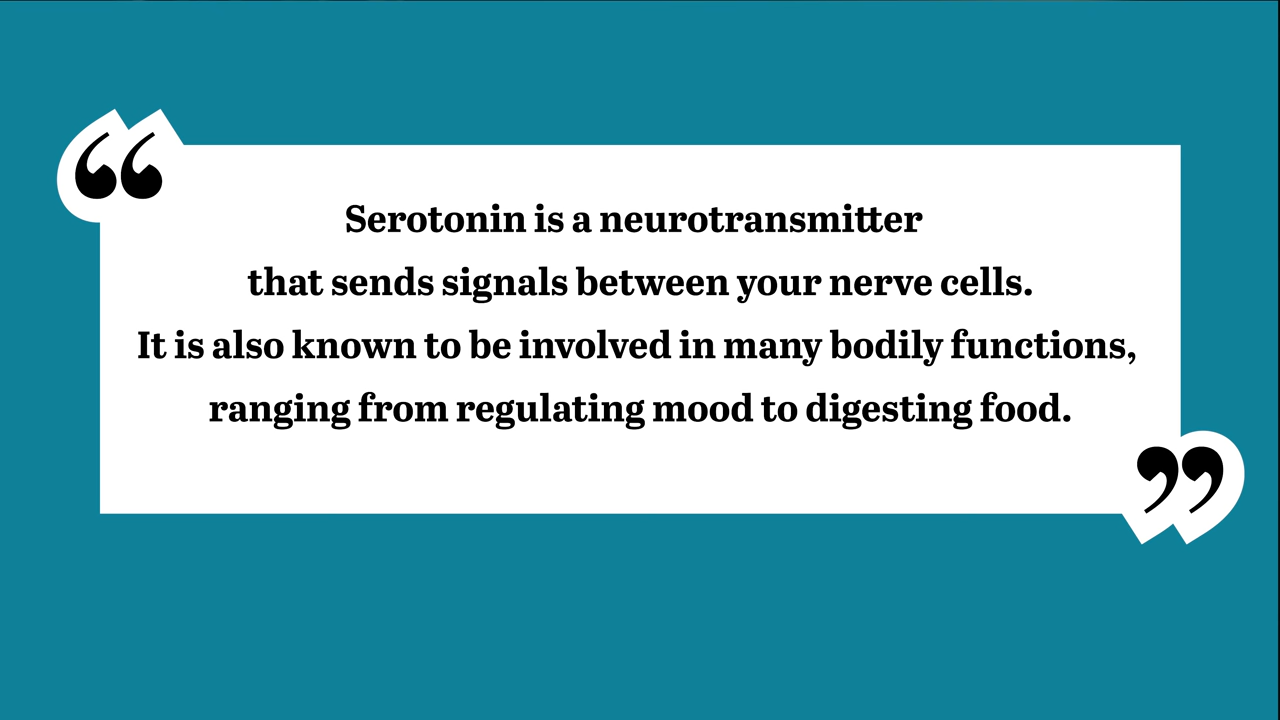 “
Serotonin is a neurotransmitter
that sends signals between your nerve cells.
It is also known to be involved in many bodily functions,
ranging from regulating mood to digesting food.
”